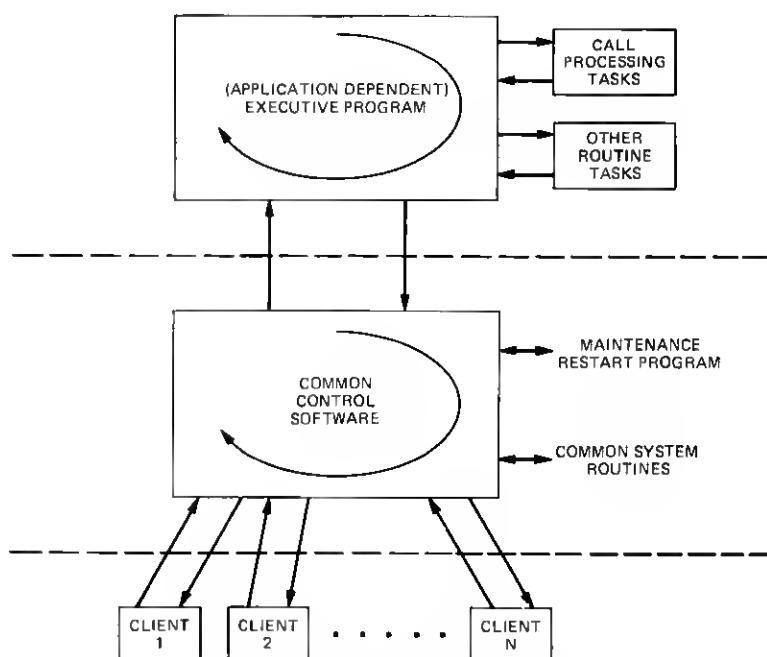 (APPLICATION DEPENDENT)
EXECUTIVE PROGRAM
CALL
PROCESSING
TASKS
OTHER
ROUTINE
TASKS
COMMON
CONTROL
SOFTWARE
MAINTENANCE
RESTART PROGRAM
COMMON SYSTEM
ROUTINES
CLIENT
1
CLIENT
2
CLIENT
N